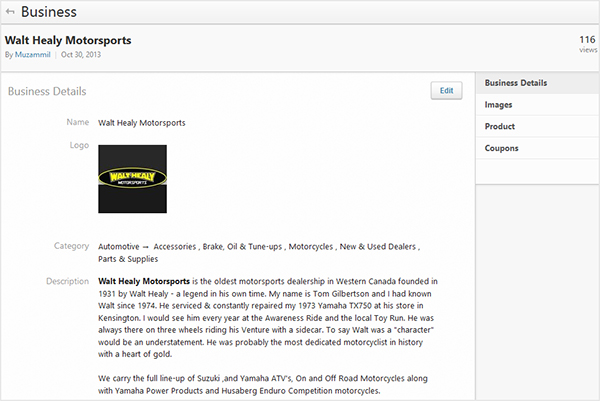 Business
Walt Healy Motorsports
By Muzammil | Oct 30, 2013
116
views
Business Details
Edit
Name Walt Healy Motorsports
Logo
WALT HEALY
MOTORSPORTS
Category Automotive → Accessories , Brake, Oil & Tune-ups , Motorcycles , New & Used Dealers ,
Parts & Supplies
Description Walt Healy Motorsports is the oldest motorsports dealership in Western Canada founded in
1931 by Walt Healy - a legend in his own time. My name is Tom Gilbertson and I had known
Walt since 1974. He serviced & constantly repaired my 1973 Yamaha TX750 at his store in
Kensington. I would see him every year at the Awareness Ride and the local Toy Run. He was
always there on three wheels riding his Venture with a sidecar. To say Walt was a "character"
would be an understatement. He was probably the most dedicated motorcyclist in history
with a heart of gold.
We carry the full line-up of Suzuki ,and Yamaha ATV's, On and Off Road Motorcycles along
with Yamaha Power Products and Husaberg Enduro Competition motorcycles.
Business Details
Images
Product
Coupons